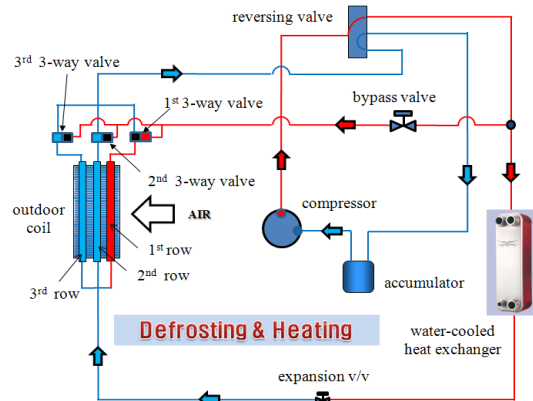 reversing valve
3rd 3-way valve
1st 3-way valve
bypass valve
2nd 3-way valve
outdoor
coil
AIR
compressor
1st row
2nd row
3rd row
accumulator
Defrosting & Heating
water-cooled
heat exchanger
expansion v/v